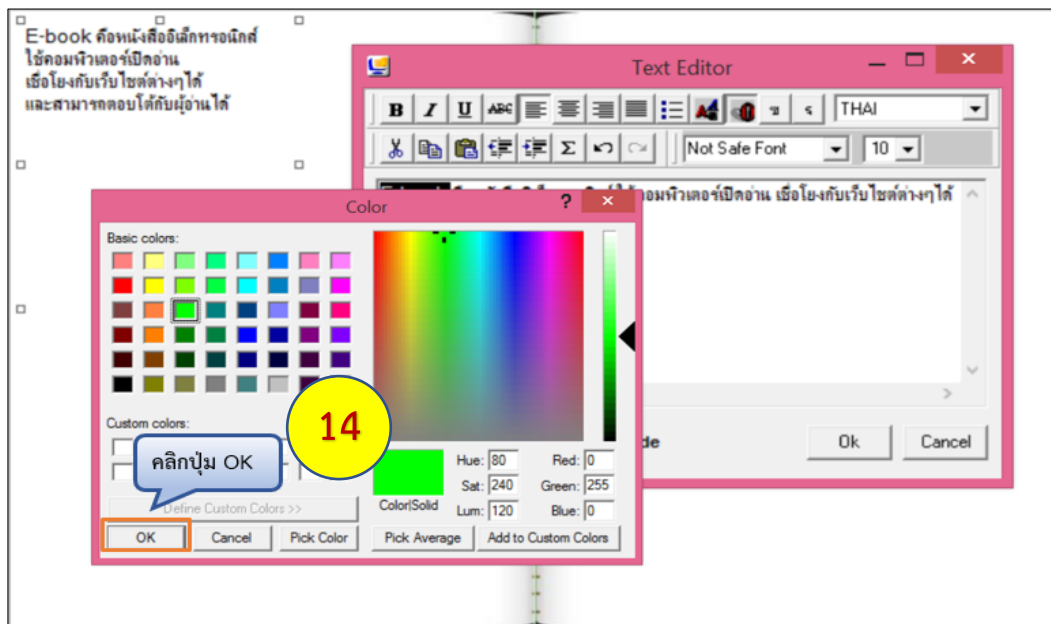 E-book คือหนังสืออิเล็กทรอนิกส์
ใช้คอมพิวเตอร์เปิดอ่าน
เชื่อโยงกับเว็บไซต์ต่างๆได้
และสามารถตอบโต้กับผู้อ่านได้
Text Editor
B I U ABC THAI
Σ Not Safe Font 10
คอมพิวเตอร์เปิดอ่าน เชื่อโยงกับเว็บไซต์ต่างๆได้
Color
Basic colors:
Custom colors:
14
คลิกปุ่ม OK
Define Custom Colors >>
Color|Solid
Hue: 80 Red: 0
Sat: 240 Green: 255
Lum: 120 Blue: 0
OK Cancel Pick Color Pick Average Add to Custom Colors
Ok Cancel